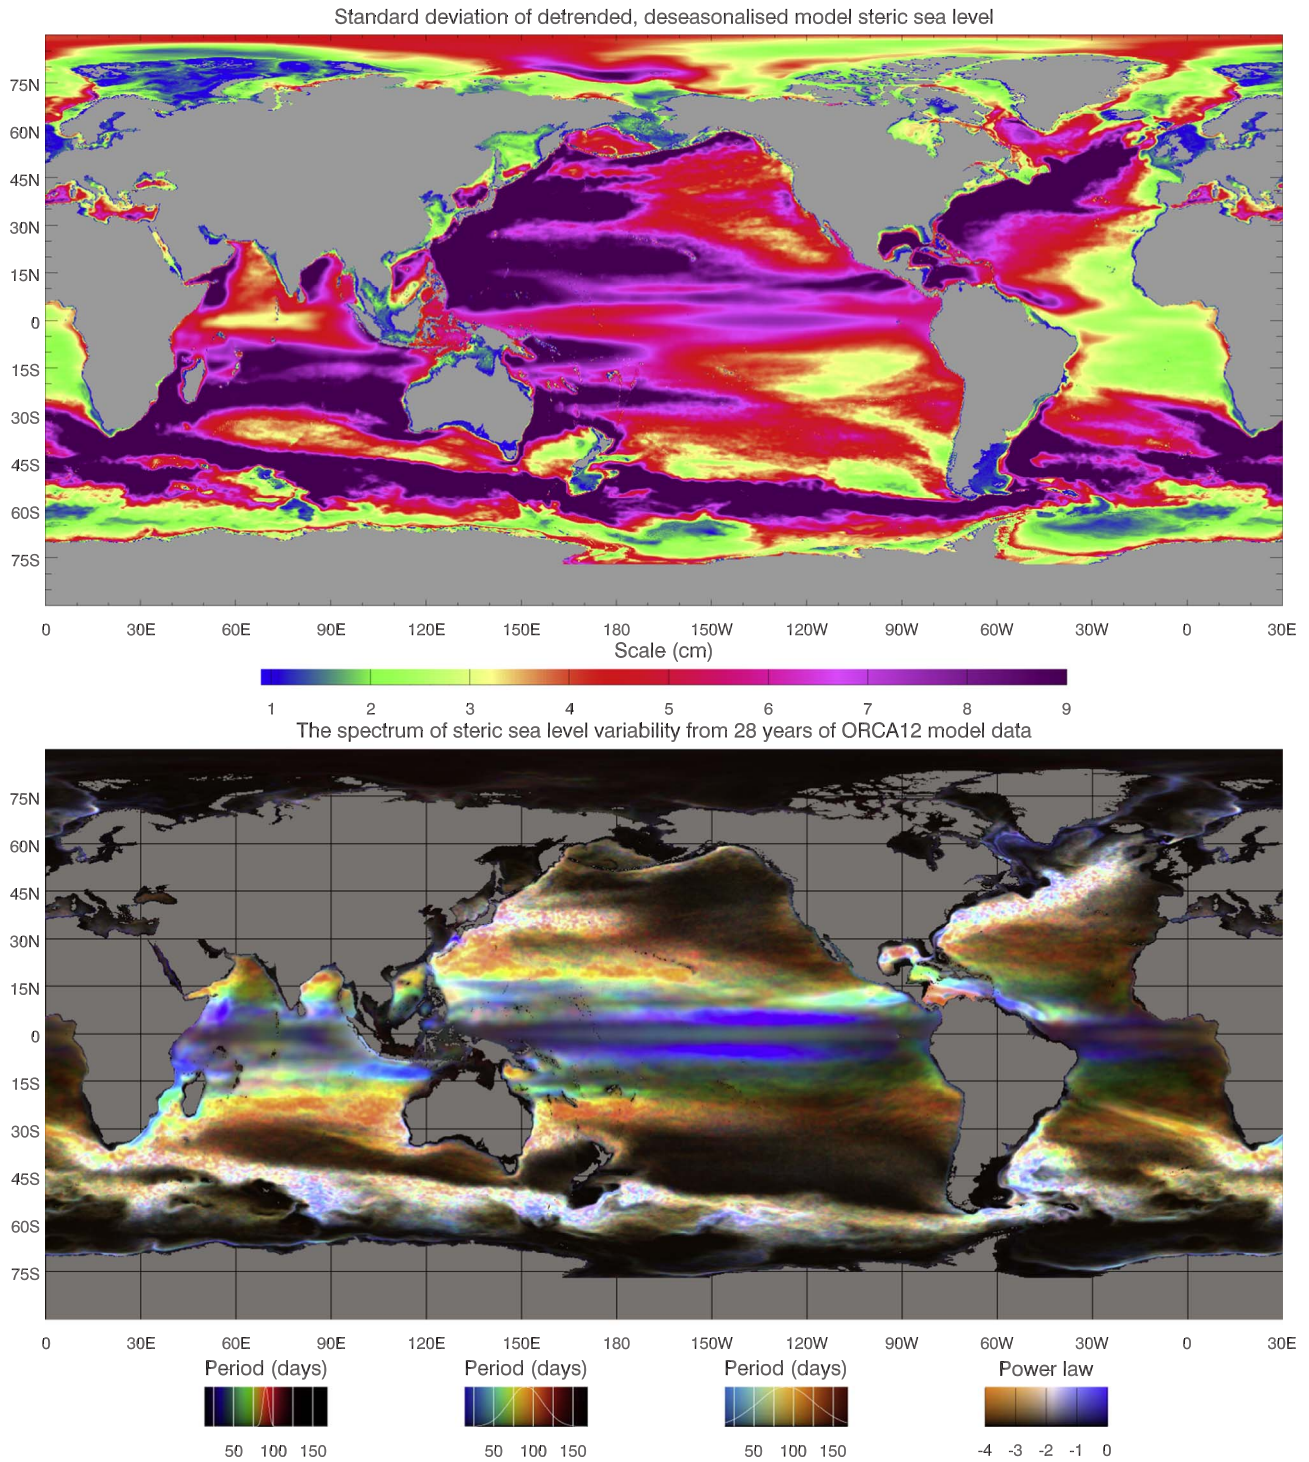 Standard deviation of detrended, deseasonalised model steric sea level
75N
60N
45N
30N
15N
0
15S
30S
45S
60S
75S
0 30E 60E 90E 120E 150E 180 150W 120W 90W 60W 30W 0 30E
Scale (cm)
1 2 3 4 5 6 7 8 9
The spectrum of steric sea level variability from 28 years of ORCA12 model data
75N
60N
45N
30N
15N
0
15S
30S
45S
60S
75S
0 30E 60E 90E 120E 150E 180 150W 120W 90W 60W 30W 0 30E
Period (days) Period (days) Period (days) Power law
50 100 150 50 100 150 50 100 150 -4 -3 -2 -1 0